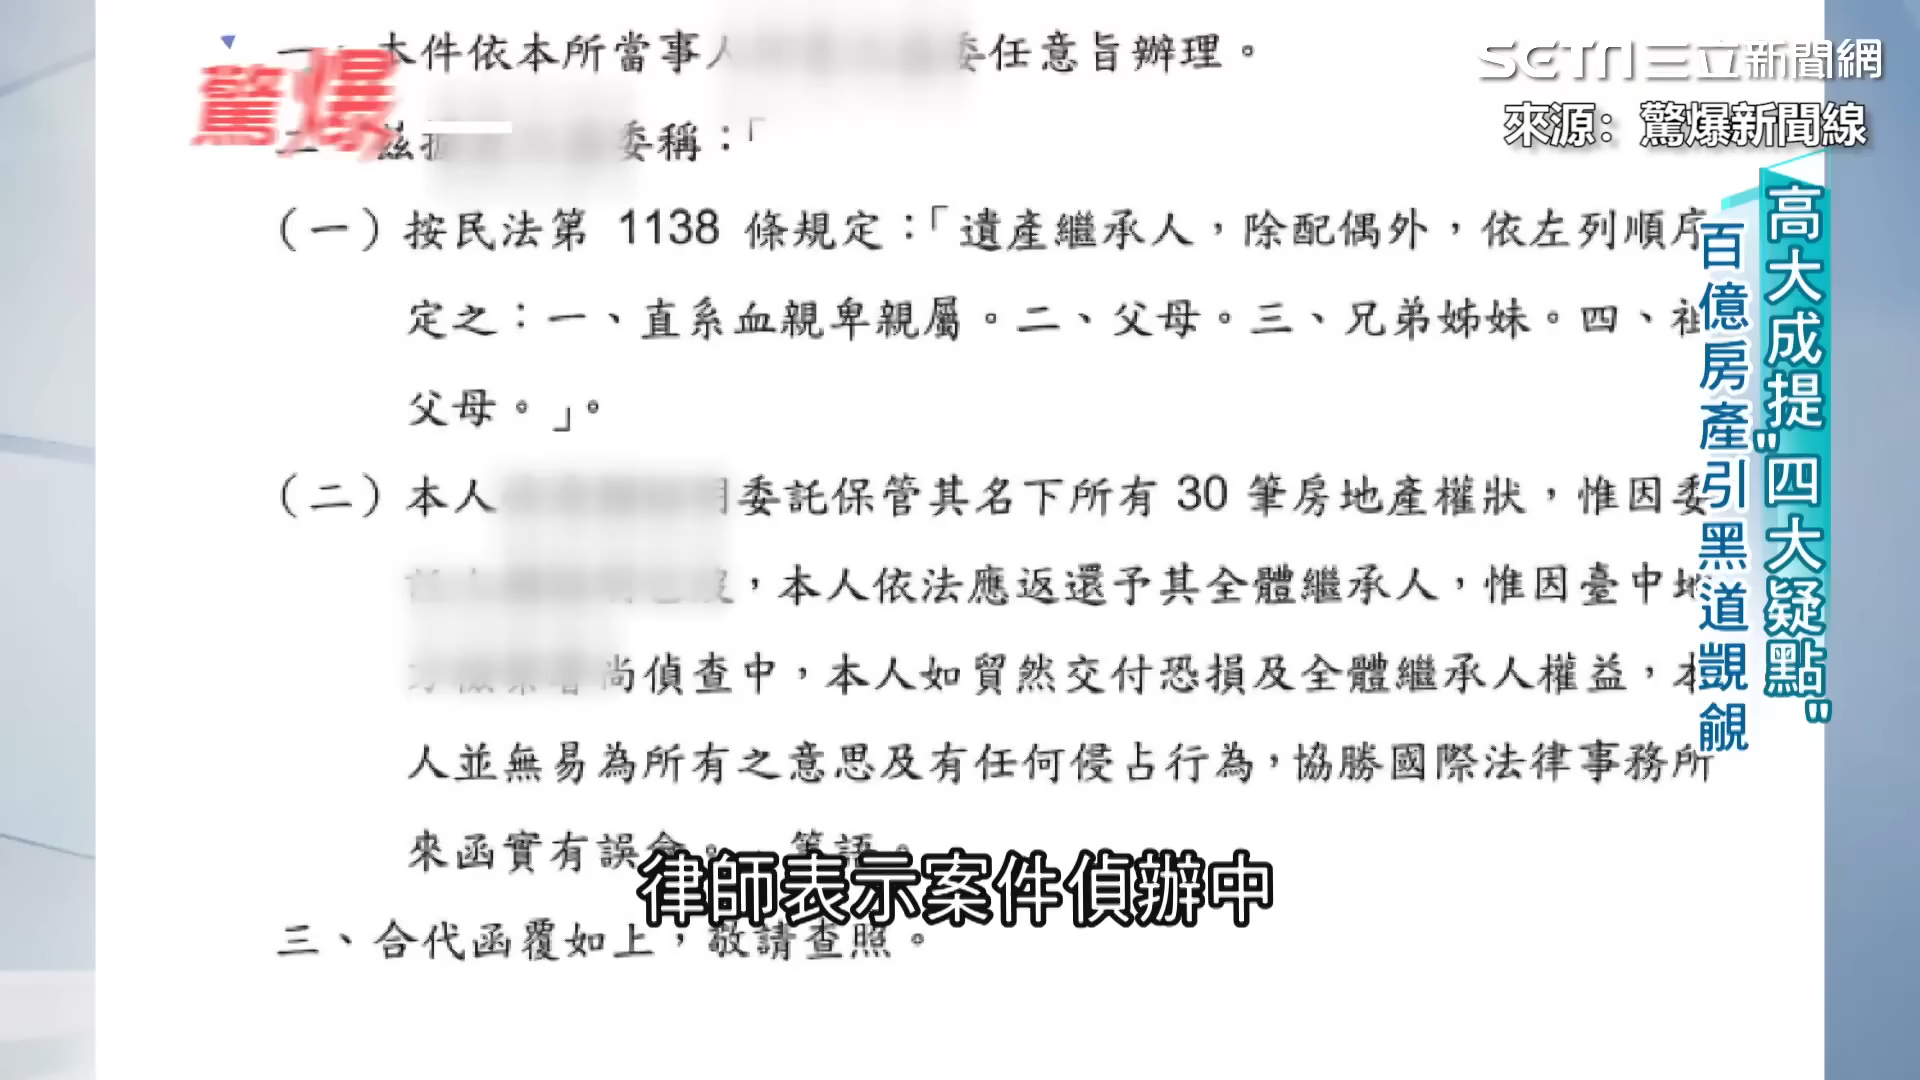 一、本件依本所當事人 委任意旨辦理。
二、茲據 委稱：「
（一）按民法第 1138 條規定：「遺產繼承人，除配偶外，依左列順序
定之：一、直系血親卑親屬。二、父母。三、兄弟姊妹。四、祖
父母。」。
（二）本人 委託保管其名下所有 30 筆房地產權狀，惟因委
，本人依法應返還予其全體繼承人，惟因臺中地
尚偵查中，本人如貿然交付恐損及全體繼承人權益，本
人並無易為所有之意思及有任何侵占行為，協勝國際法律事務所
來函實有誤會。等語。
三、合代函覆如上，敬請查照。
驚爆
SETN三立新聞網
來源：驚爆新聞線
高大成提"四大疑點"
百億房產引黑道覬覦
律師表示案件偵辦中